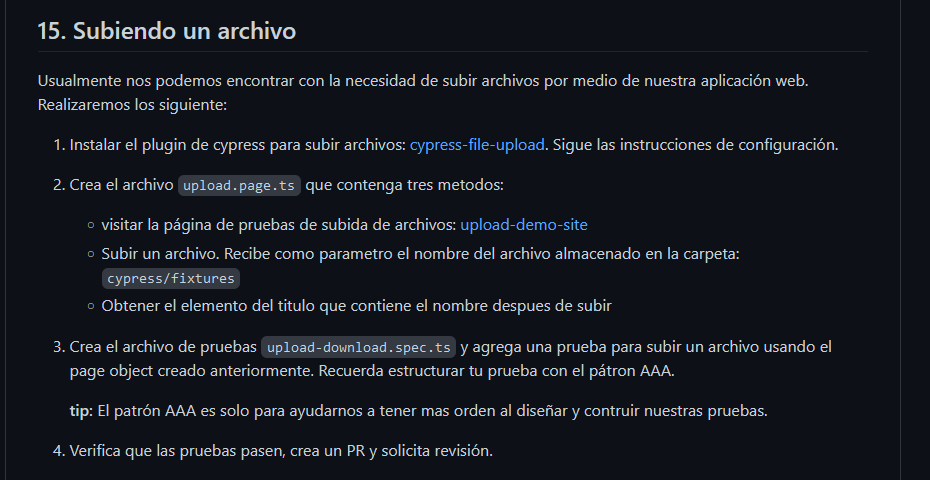 15. Subiendo un archivo
Usualmente nos podemos encontrar con la necesidad de subir archivos por medio de nuestra aplicación web.
Realizaremos los siguiente:
1. Instalar el plugin de cypress para subir archivos: cypress-file-upload. Sigue las instrucciones de configuración.
2. Crea el archivo upload.page.ts que contenga tres metodos:
○ visitar la página de pruebas de subida de archivos: upload-demo-site
○ Subir un archivo. Recibe como parametro el nombre del archivo almacenado en la carpeta:
cypress/fixtures
○ Obtener el elemento del titulo que contiene el nombre despues de subir
3. Crea el archivo de pruebas upload-download.spec.ts y agrega una prueba para subir un archivo usando el
page object creado anteriormente. Recuerda estructurar tu prueba con el pátron AAA.
tip: El patrón AAA es solo para ayudarnos a tener mas orden al diseñar y contruir nuestras pruebas.
4. Verifica que las pruebas pasen, crea un PR y solicita revisión.